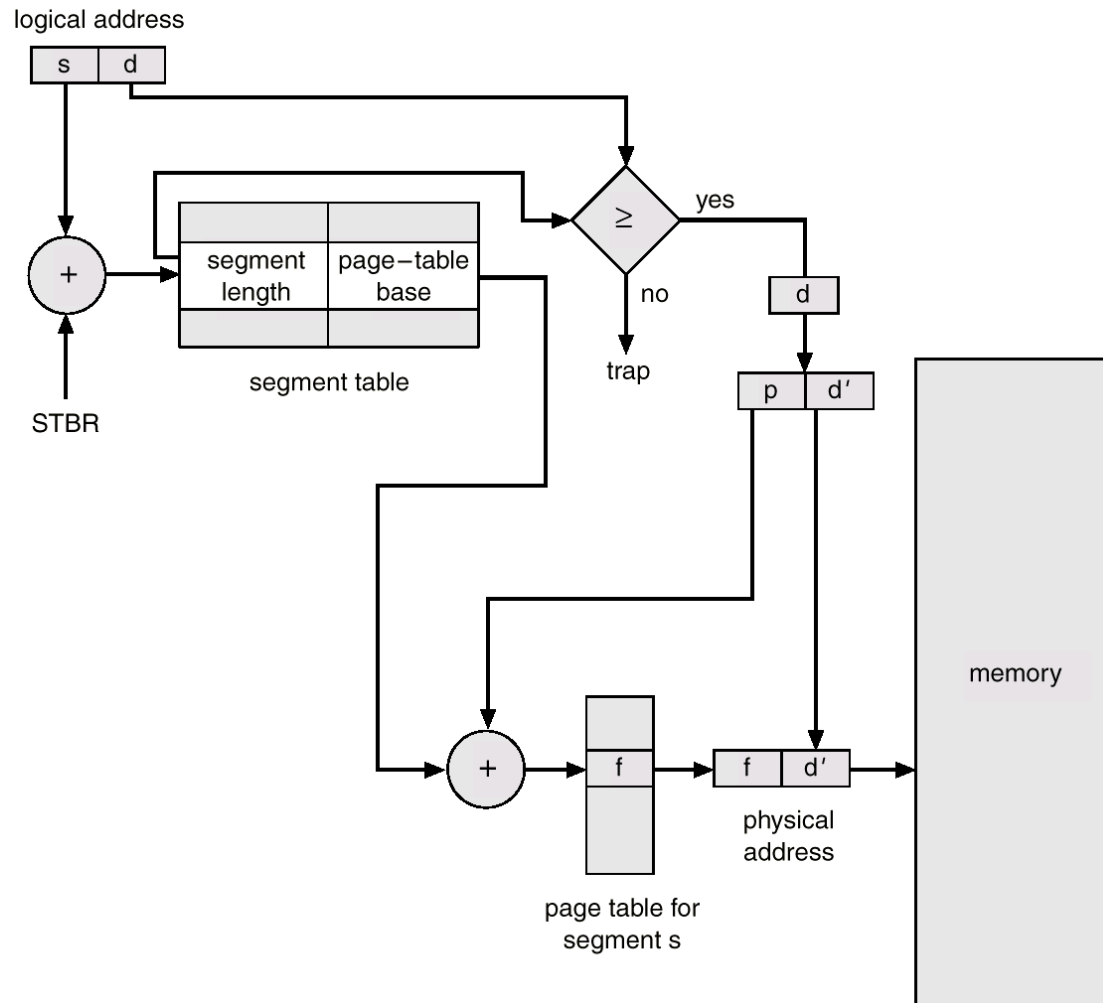 logical address
s d
≥
yes
+
segment length
page–table base
d
no
trap
segment table
p d′
STBR
memory
+
f
f d′
physical
address
page table for
segment s